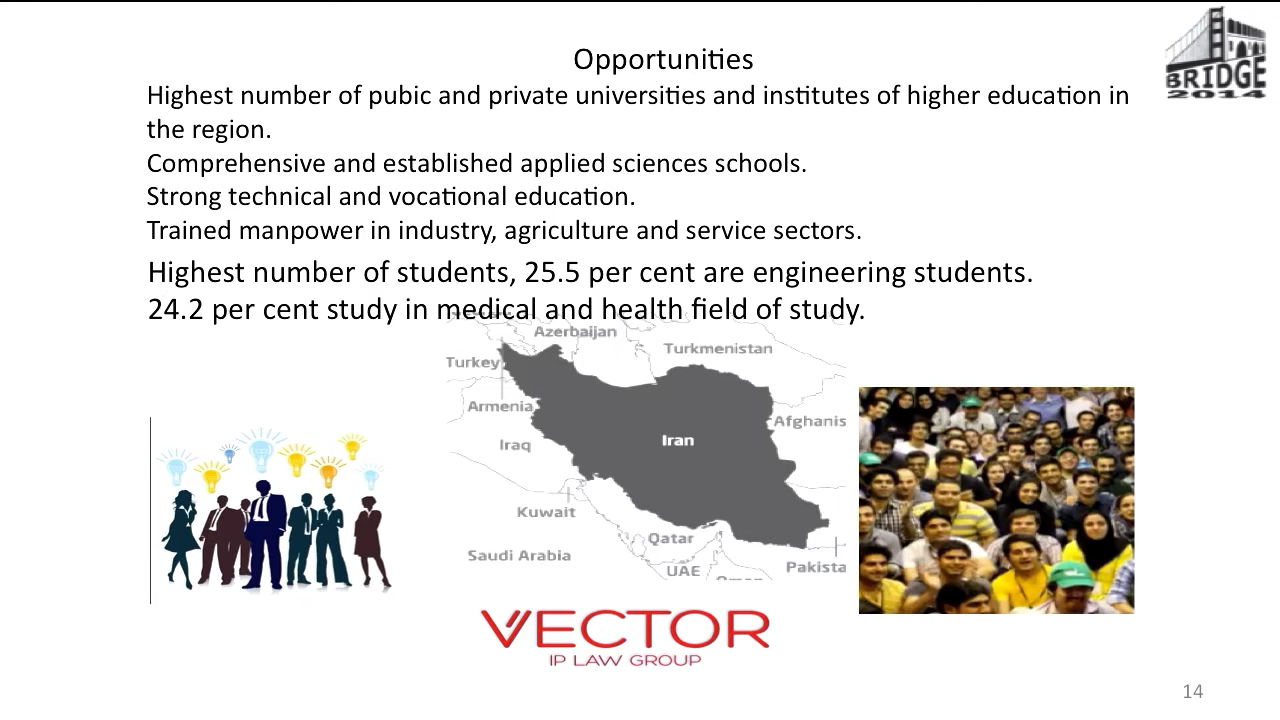 BRIDGE
2014
Opportunities
Highest number of pubic and private universities and institutes of higher education in
the region.
Comprehensive and established applied sciences schools.
Strong technical and vocational education.
Trained manpower in industry, agriculture and service sectors.
Highest number of students, 25.5 per cent are engineering students.
24.2 per cent study in medical and health field of study.
Azerbaijan
Turkmenistan
Turkey
Armenia
Afghanis
Iraq
Iran
Kuwait
Qatar
Saudi Arabia
UAE
Oman
Pakista
VECTOR
IP LAW GROUP
14